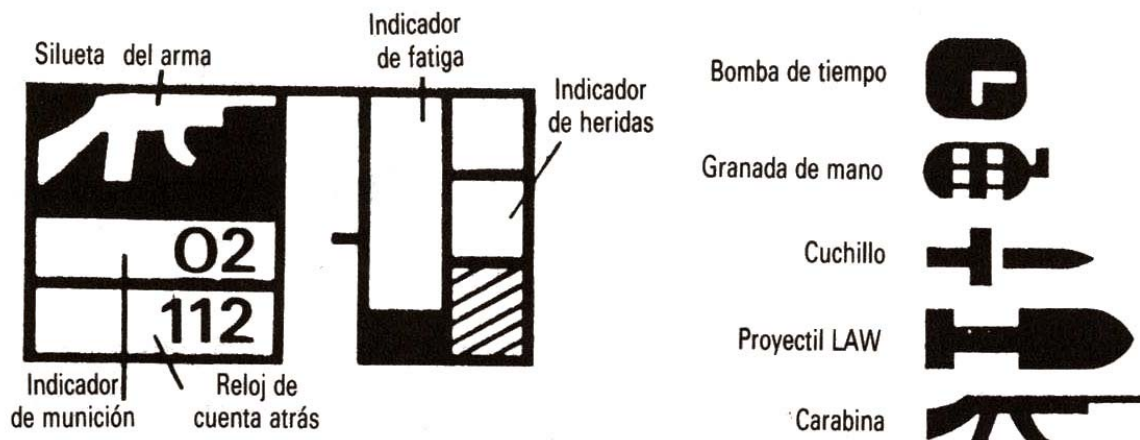 Silueta del arma
Indicador
de fatiga
Indicador
de heridas
02
112
Indicador
de munición
Reloj de
cuenta atrás
Bomba de tiempo
Granada de mano
Cuchillo
Proyectil LAW
Carabina